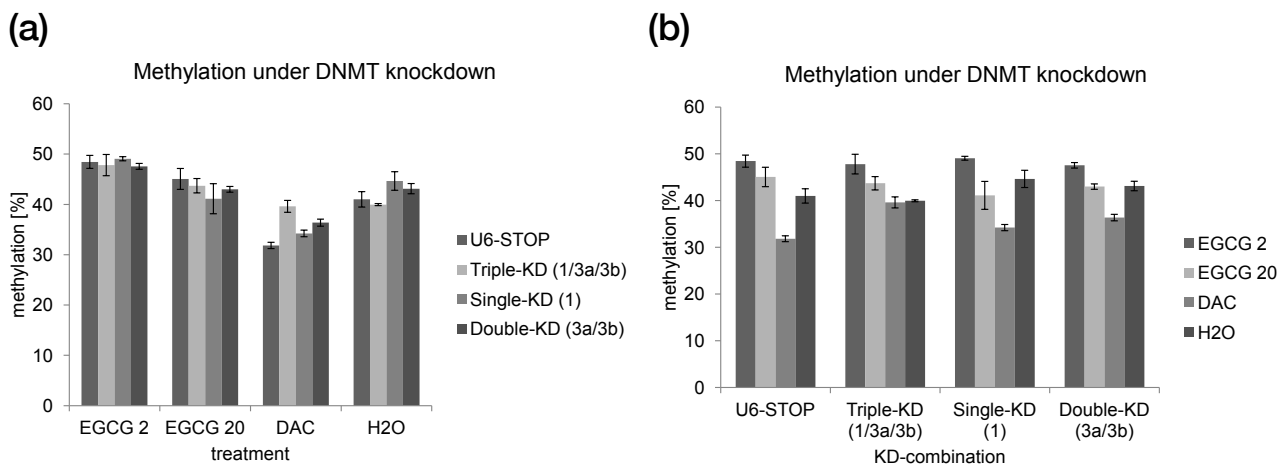 (a)
Methylation under DNMT knockdown
60
50
40
30
20
10
0
methylation [%]
EGCG 2
EGCG 20
DAC
H2O
treatment
U6-STOP
Triple-KD (1/3a/3b)
Single-KD (1)
Double-KD (3a/3b)
(b)
Methylation under DNMT knockdown
60
50
40
30
20
10
0
methylation [%]
U6-STOP
Triple-KD
(1/3a/3b)
Single-KD
(1)
Double-KD
(3a/3b)
KD-combination
EGCG 2
EGCG 20
DAC
H2O